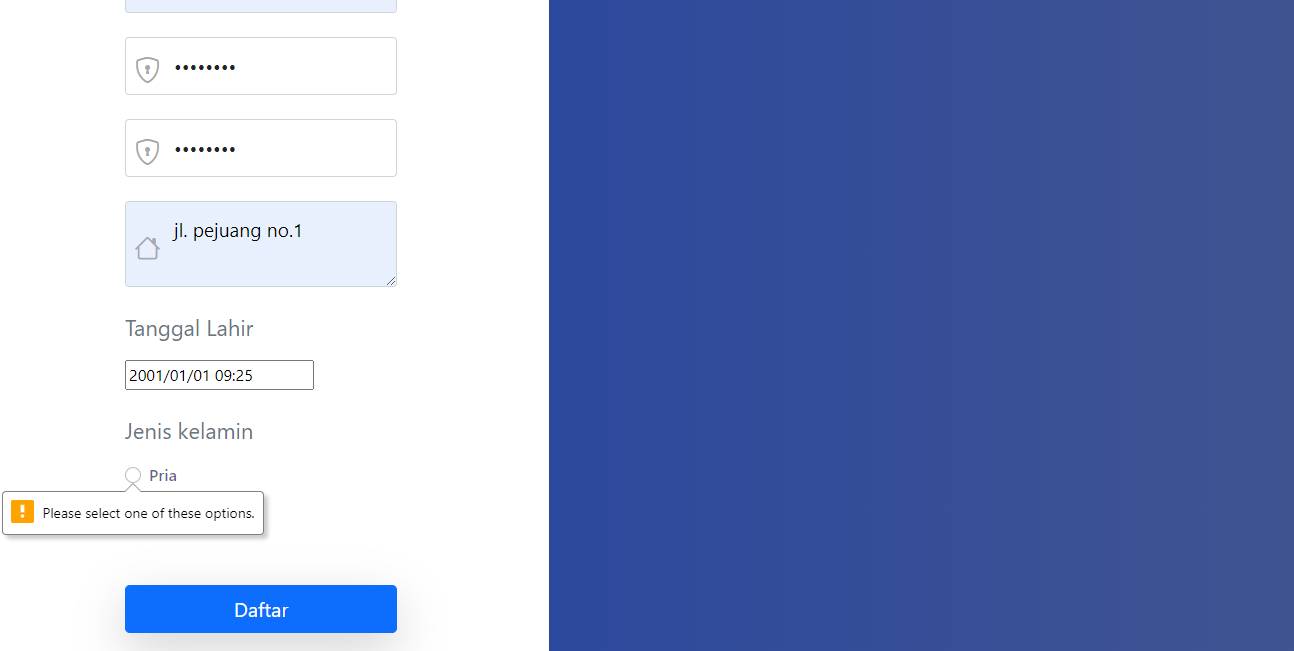 ••••••••
••••••••
jl. pejuang no.1
Tanggal Lahir
2001/01/01 09:25
Jenis kelamin
Pria
Please select one of these options.
Daftar